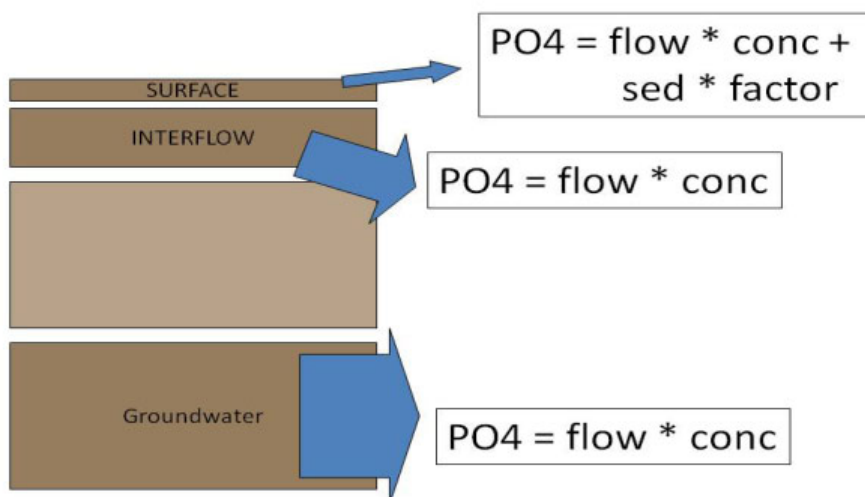 PO4 = flow * conc +
sed * factor
SURFACE
INTERFLOW
PO4 = flow * conc
Groundwater
PO4 = flow * conc